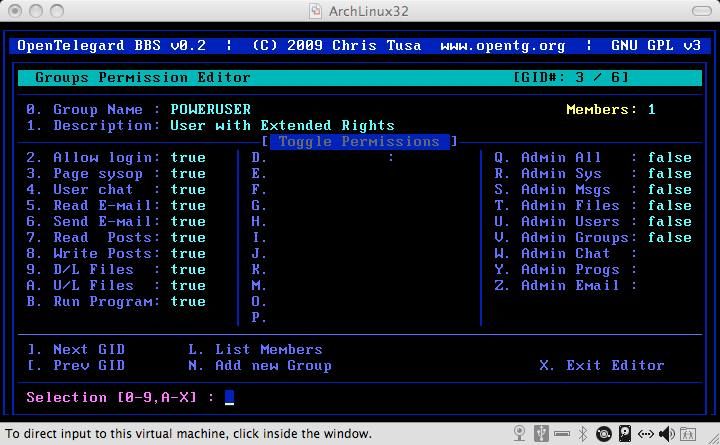 ArchLinux32
OpenTelegard BBS v0.2 ¦ (C) 2009 Chris Tusa www.opentg.org ¦ GNU GPL v3
Groups Permission Editor [GID#: 3 / 6]
0. Group Name : POWERUSER Members: 1
1. Description: User with Extended Rights
[ Toggle Permissions ]
2. Allow login: true D. : Q. Admin All : false
3. Page sysop : true E. R. Admin Sys : false
4. User chat : true F. S. Admin Msgs : false
5. Read E-mail: true G. T. Admin Files : false
6. Send E-mail: true H. U. Admin Users : false
7. Read Posts: true I. V. Admin Groups: false
8. Write Posts: true J. W. Admin Chat :
9. D/L Files : true K. Y. Admin Progs :
A. U/L Files : true M. Z. Admin Email :
B. Run Program: true O.
P.
]. Next GID L. List Members
[. Prev GID N. Add new Group X. Exit Editor
Selection [0-9,A-X] :
To direct input to this virtual machine, click inside the window.